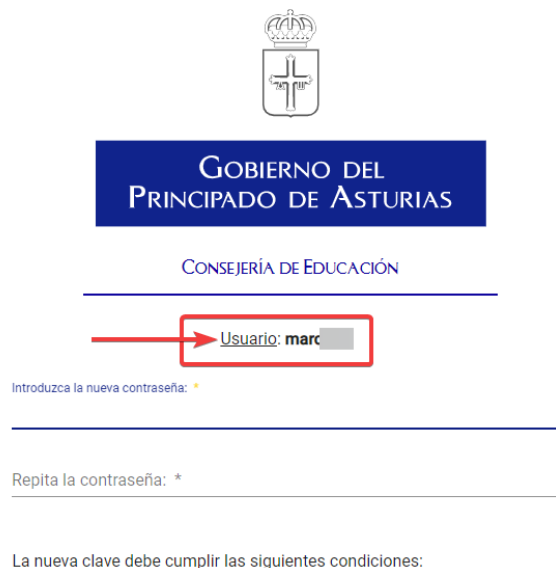 GOBIERNO DEL
PRINCIPADO DE ASTURIAS
CONSEJERÍA DE EDUCACIÓN
Usuario: marc
Introduzca la nueva contraseña: *
Repita la contraseña: *
La nueva clave debe cumplir las siguientes condiciones: